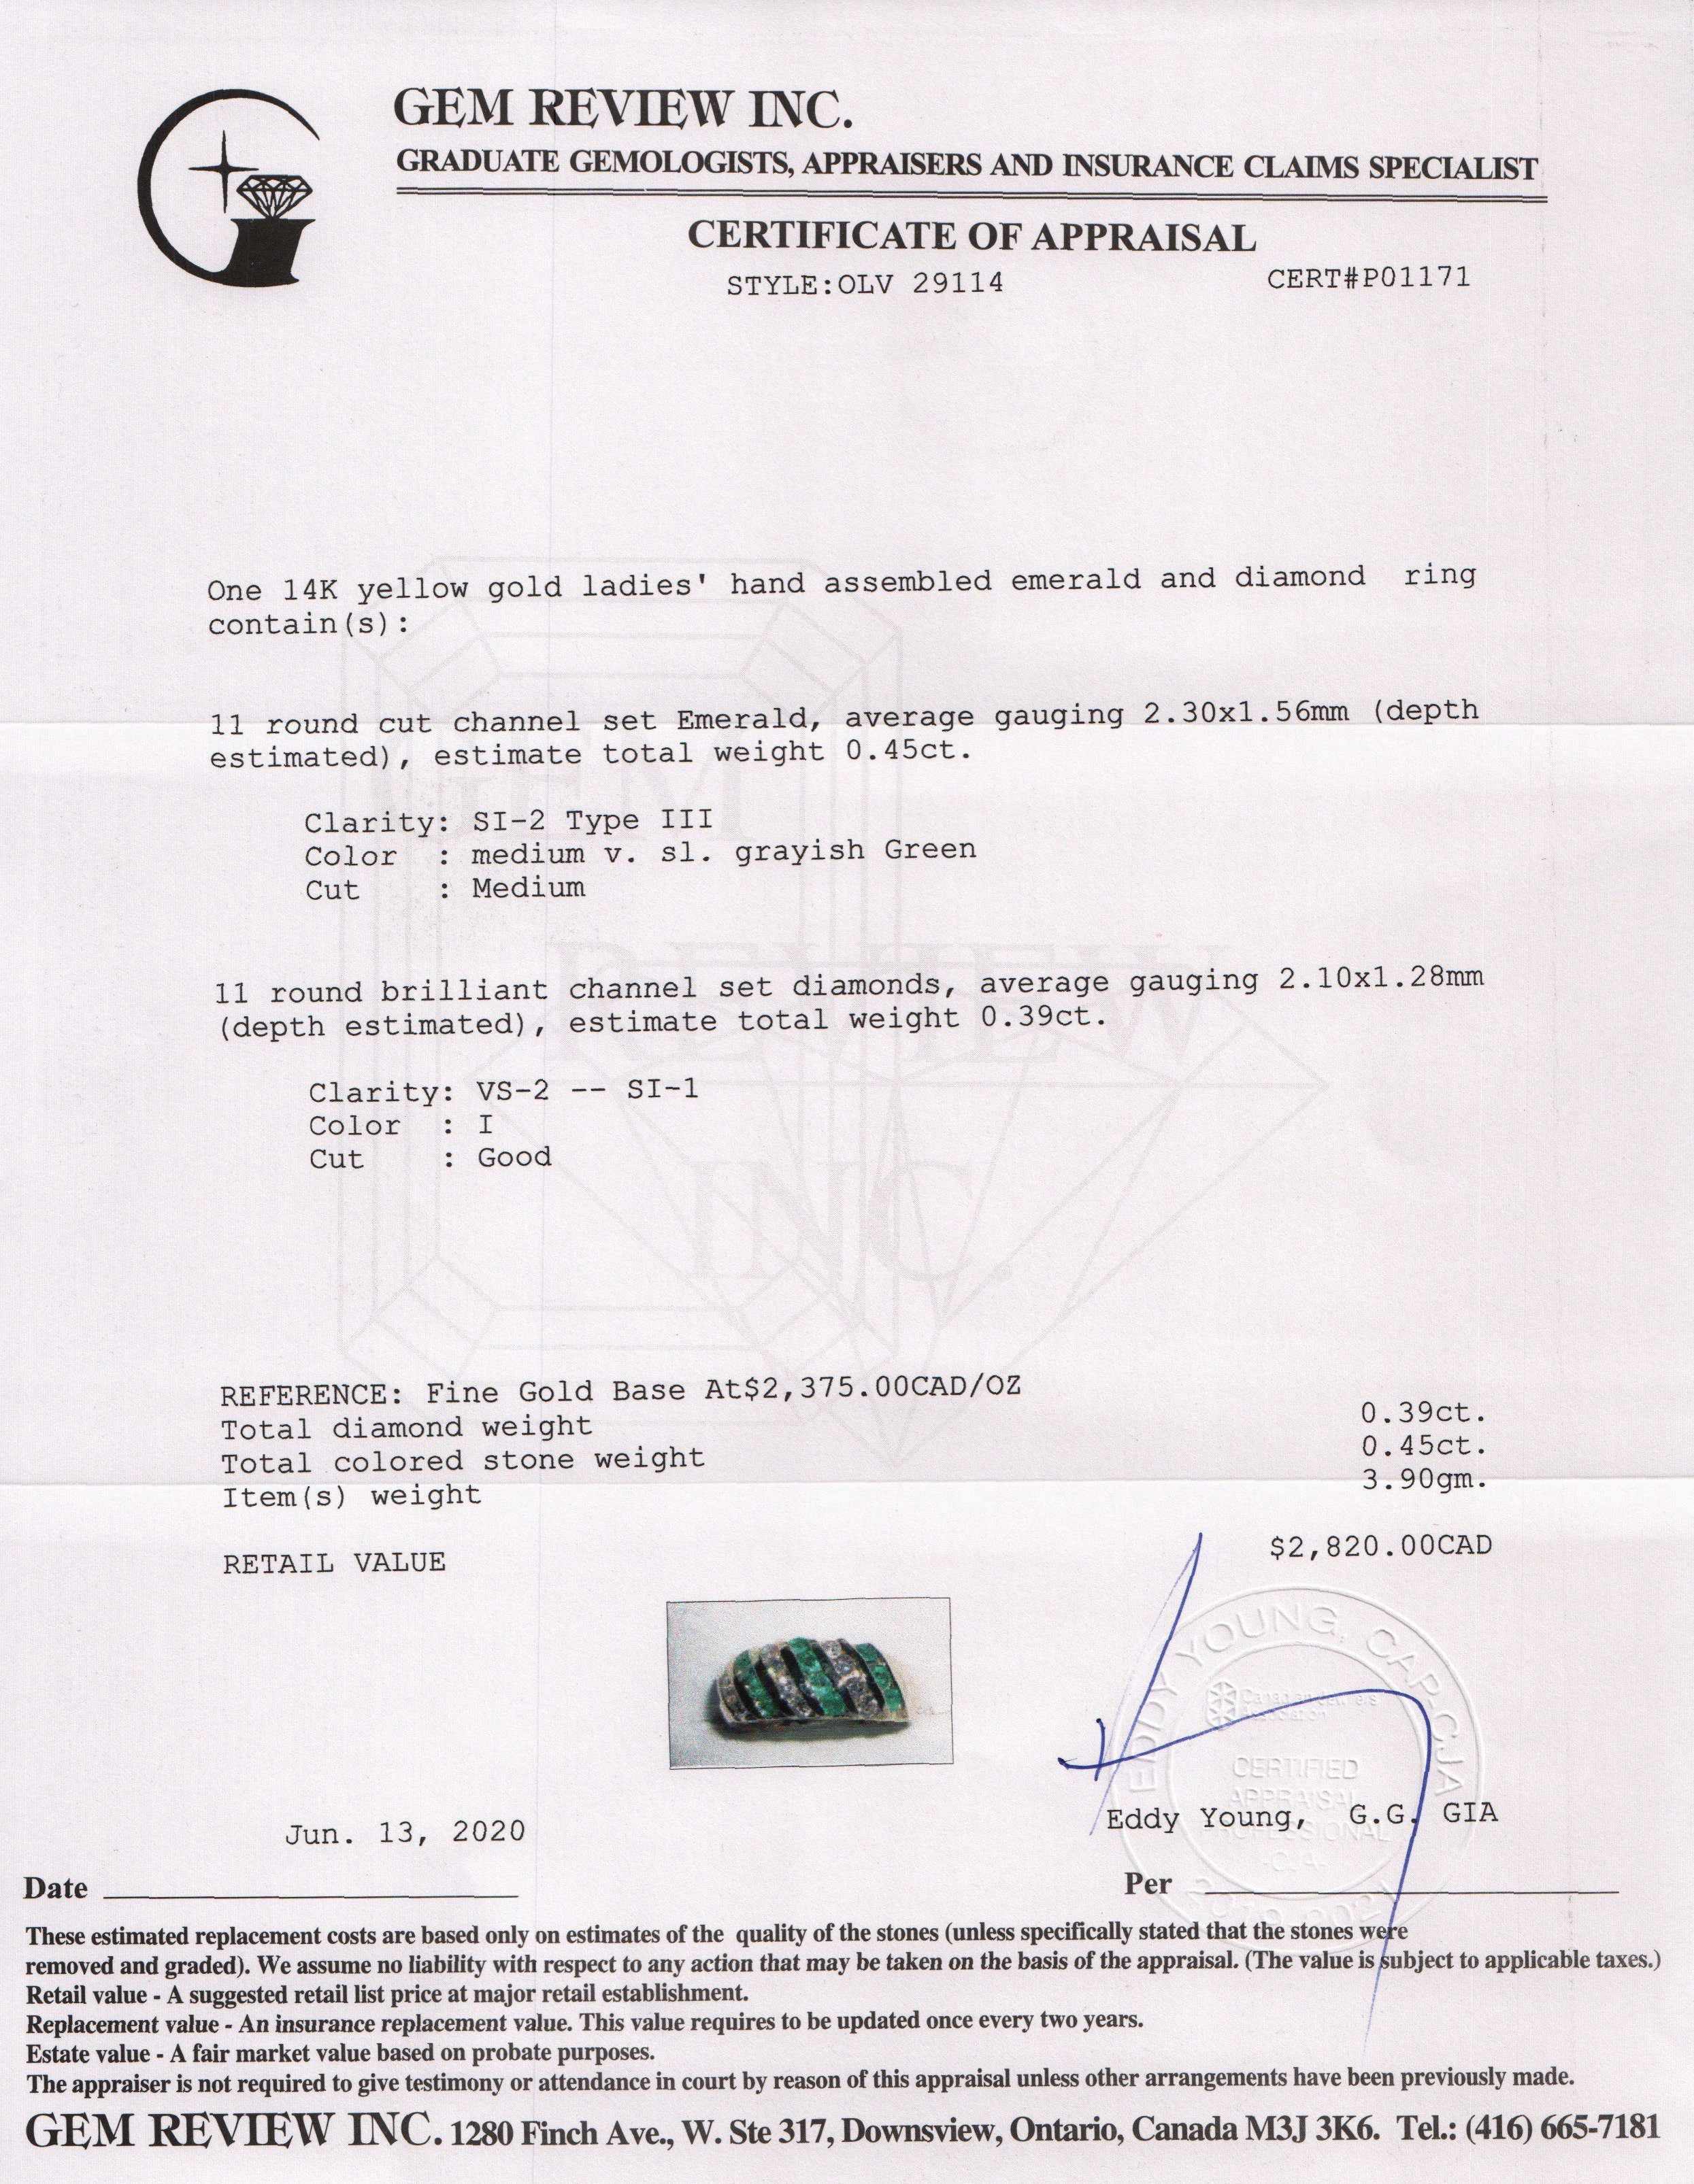 GEM REVIEW INC.
GRADUATE GEMOLOGISTS, APPRAISERS AND INSURANCE CLAIMS SPECIALIST
CERTIFICATE OF APPRAISAL
STYLE:OLV 29114 CERT#P01171
One 14K yellow gold ladies' hand assembled emerald and diamond ring
contain(s):
11 round cut channel set Emerald, average gauging 2.30x1.56mm (depth
estimated), estimate total weight 0.45ct.
Clarity: SI-2 Type III
Color : medium v. sl. grayish Green
Cut : Medium
11 round brilliant channel set diamonds, average gauging 2.10x1.28mm
(depth estimated), estimate total weight 0.39ct.
Clarity: VS-2 -- SI-1
Color : I
Cut : Good
GEM
REVIEW
INC.
REFERENCE: Fine Gold Base At$2,375.00CAD/OZ
Total diamond weight 0.39ct.
Total colored stone weight 0.45ct.
Item(s) weight 3.90gm.
RETAIL VALUE $2,820.00CAD
EDDY YOUNG, CAP-CJA
Canadian Jewellers
Association
CERTIFIED
APPRAISAL
PROFESSIONAL
Eddy Young, G.G. GIA
Jun. 13, 2020
Date
Per
These estimated replacement costs are based only on estimates of the quality of the stones (unless specifically stated that the stones were
removed and graded). We assume no liability with respect to any action that may be taken on the basis of the appraisal. (The value is subject to applicable taxes.)
Retail value - A suggested retail list price at major retail establishment.
Replacement value - An insurance replacement value. This value requires to be updated once every two years.
Estate value - A fair market value based on probate purposes.
The appraiser is not required to give testimony or attendance in court by reason of this appraisal unless other arrangements have been previously made.
GEM REVIEW INC. 1280 Finch Ave., W. Ste 317, Downsview, Ontario, Canada M3J 3K6. Tel.: (416) 665-7181